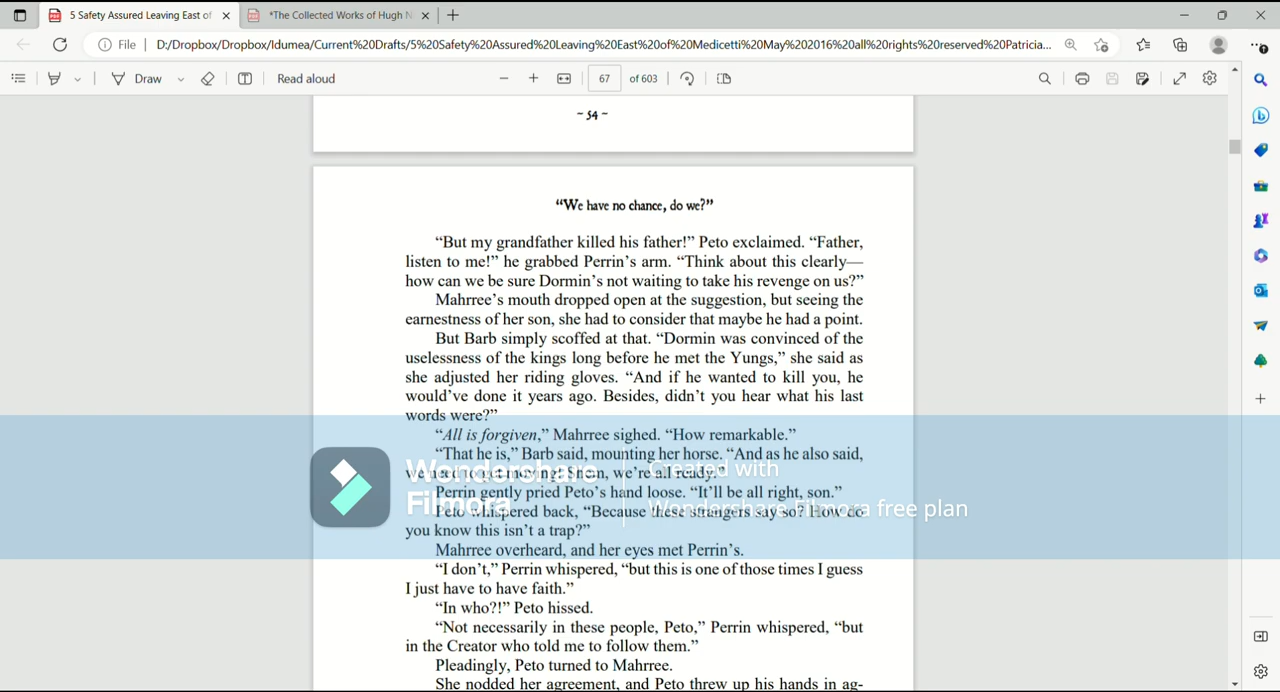 5 Safety Assured Leaving East of
*The Collected Works of Hugh N
File
D:/Dropbox/Dropbox/Idumea/Current%20Drafts/5%20Safety%20Assured%20Leaving%20East%20of%20Medicetti%20May%202016%20all%20rights%20reserved%20Patricia...
Draw
Read aloud
67 of 603
~ 54 ~
“We have no chance, do we?”
“But my grandfather killed his father!” Peto exclaimed. “Father,
listen to me!” he grabbed Perrin’s arm. “Think about this clearly—
how can we be sure Dormin’s not waiting to take his revenge on us?”
Mahrree’s mouth dropped open at the suggestion, but seeing the
earnestness of her son, she had to consider that maybe he had a point.
But Barb simply scoffed at that. “Dormin was convinced of the
uselessness of the kings long before he met the Yungs,” she said as
she adjusted her riding gloves. “And if he wanted to kill you, he
would’ve done it years ago. Besides, didn’t you hear what his last
words were?”
“All is forgiven,” Mahrree sighed. “How remarkable.”
“That he is,” Barb said, mounting her horse. “And as he also said,
we need to get moving! Shem, we’re all ready.”
Perrin gently pried Peto’s hand loose. “It’ll be all right, son.”
Peto whispered back, “Because these strangers say so? How do
you know this isn’t a trap?”
Mahrree overheard, and her eyes met Perrin’s.
“I don’t,” Perrin whispered, “but this is one of those times I guess
I just have to have faith.”
“In who?!” Peto hissed.
“Not necessarily in these people, Peto,” Perrin whispered, “but
in the Creator who told me to follow them.”
Pleadingly, Peto turned to Mahrree.
She nodded her agreement, and Peto threw up his hands in ag-
Wondershare
Filmora
Created with
Wondershare Filmora free plan